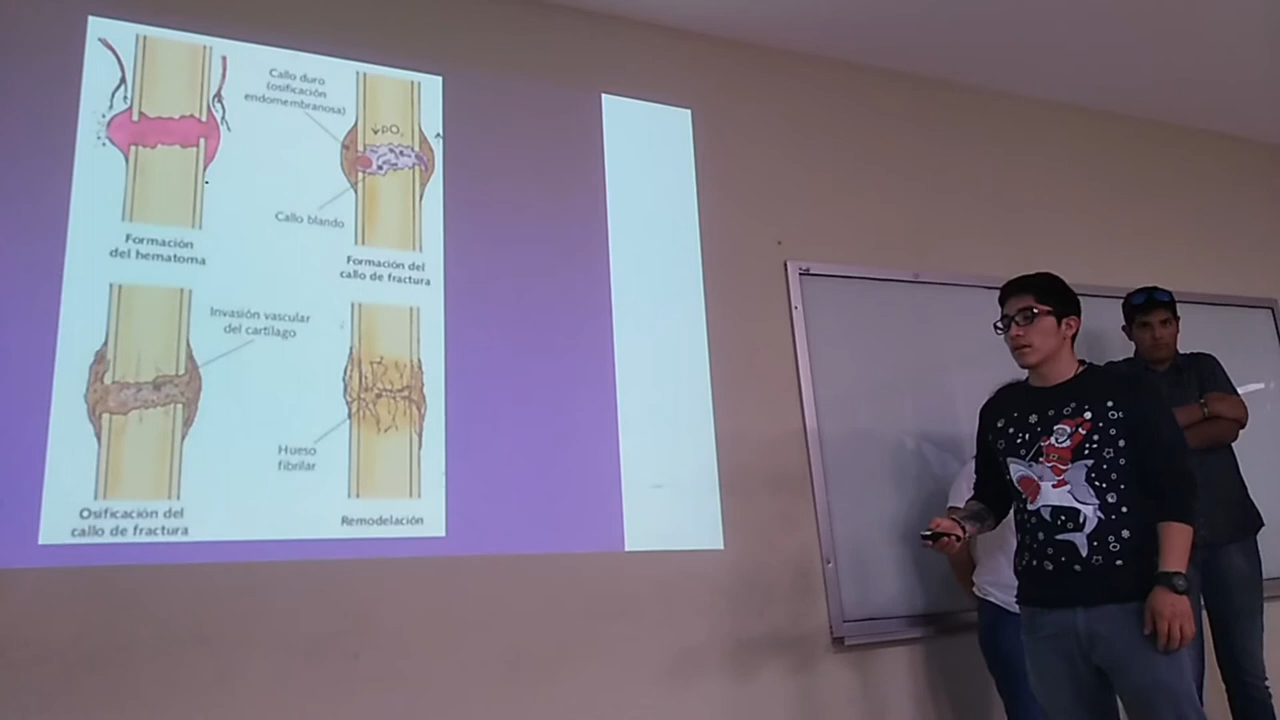 Callo duro
(osificación
endomembranosa)
↓pO₂
Callo blando
Formación
del hematoma
Formación del
callo de fractura
Invasión vascular
del cartílago
Hueso
fibrilar
Osificación del
callo de fractura
Remodelación